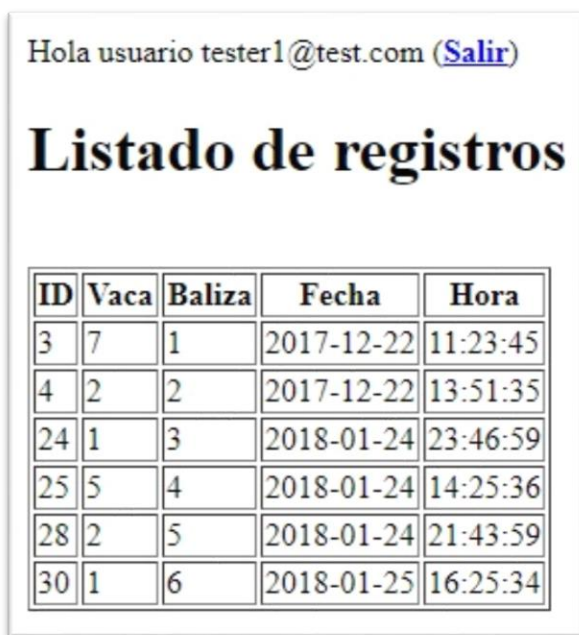 Hola usuario tester1@test.com (Salir)
Listado de registros
ID Vaca Baliza Fecha Hora
3 7 1 2017-12-22 11:23:45
4 2 2 2017-12-22 13:51:35
24 1 3 2018-01-24 23:46:59
25 5 4 2018-01-24 14:25:36
28 2 5 2018-01-24 21:43:59
30 1 6 2018-01-25 16:25:34